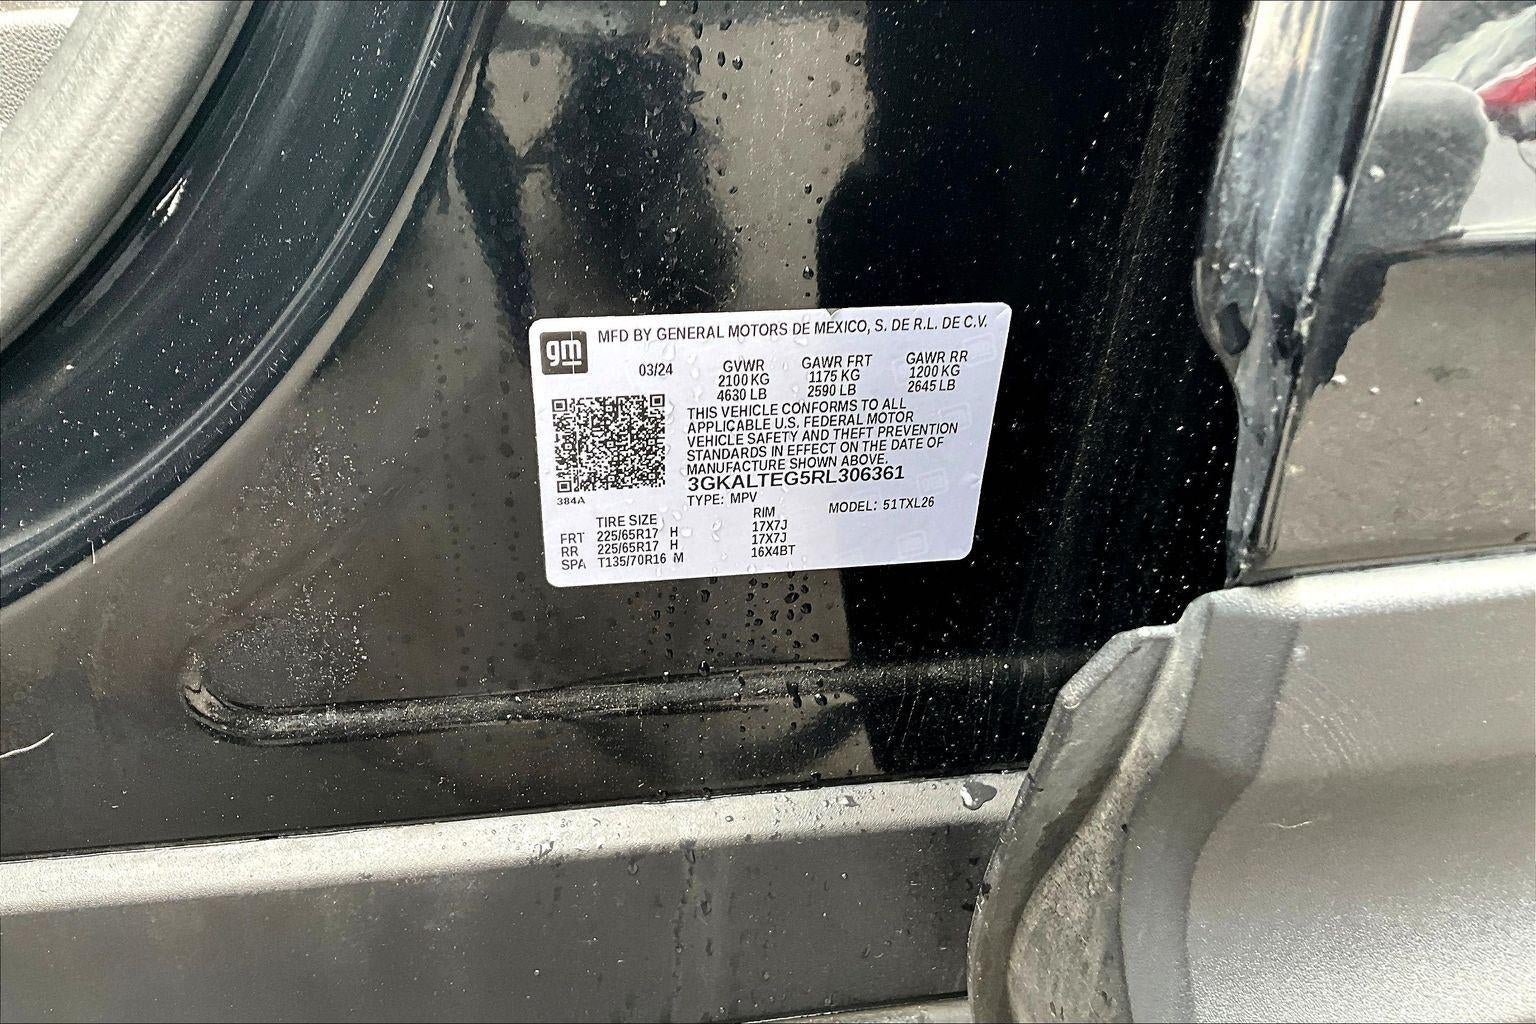 gm
MFD BY GENERAL MOTORS DE MEXICO, S. DE R.L. DE C.V.
03/24 GVWR GAWR FRT GAWR RR
2100 KG 1175 KG 1200 KG
4630 LB 2590 LB 2645 LB
THIS VEHICLE CONFORMS TO ALL
APPLICABLE U.S. FEDERAL MOTOR
VEHICLE SAFETY AND THEFT PREVENTION
STANDARDS IN EFFECT ON THE DATE OF
MANUFACTURE SHOWN ABOVE.
3GKALTEG5RL306361
384A
TYPE: MPV MODEL: 51TXL26
TIRE SIZE RIM
FRT 225/65R17 H 17X7J
RR 225/65R17 H 17X7J
SPA T135/70R16 M 16X4BT